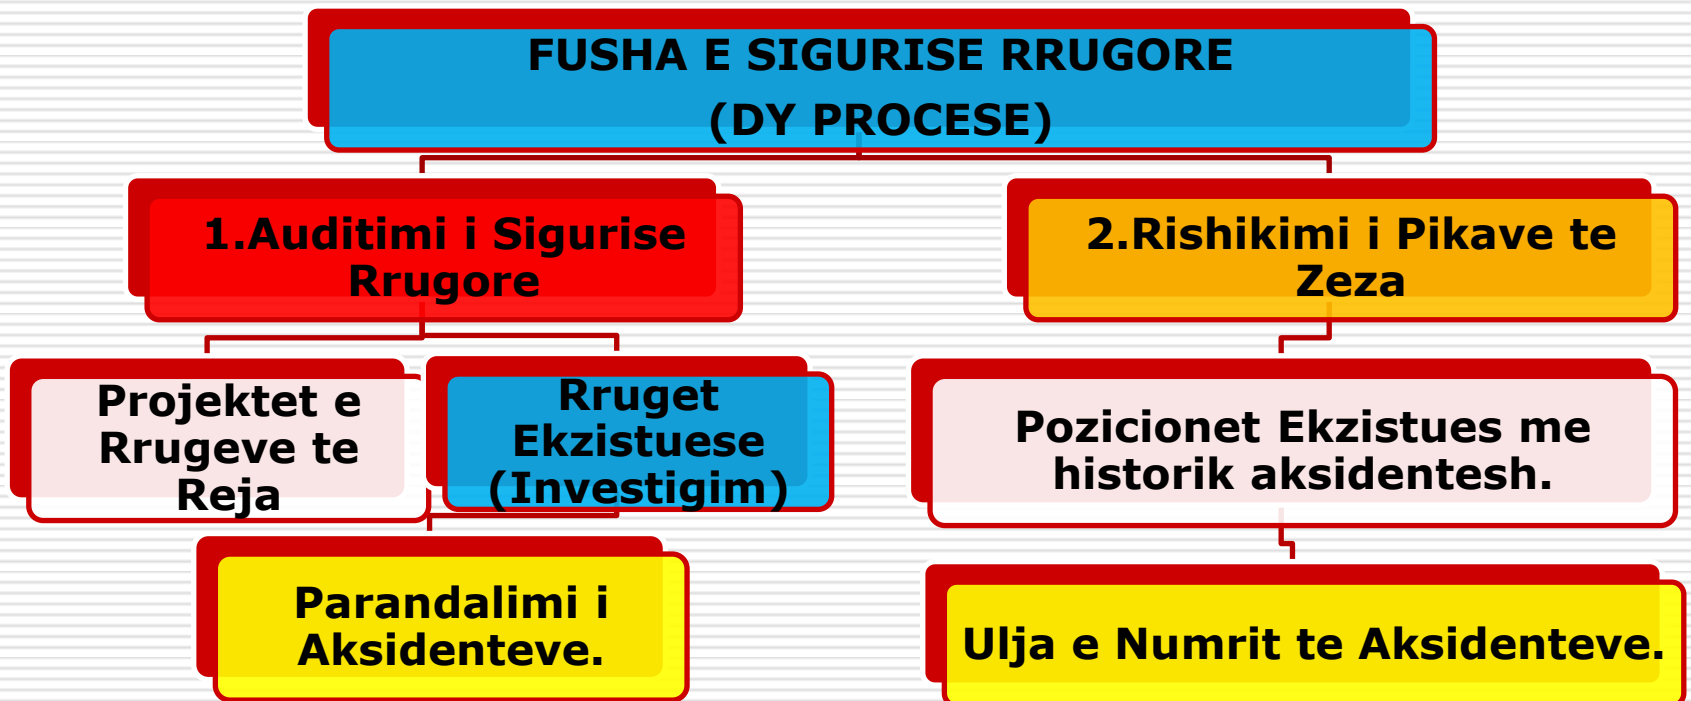 FUSHA E SIGURISE RRUGORE
(DY PROCESE)
1.Auditimi i Sigurise
Rrugore
2.Rishikimi i Pikave te
Zeza
Projektet e
Rrugeve te
Reja
Rruget
Ekzistuese
(Investigim)
Pozicionet Ekzistues me
historik aksidentesh.
Parandalimi i
Aksidenteve.
Ulja e Numrit te Aksidenteve.